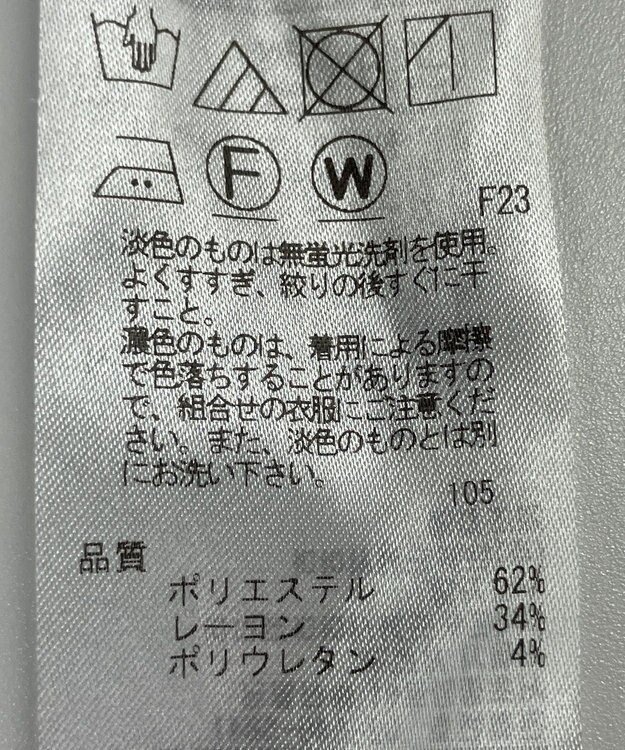 F W
F23
淡色のものは無蛍光洗剤を使用。
よくすすぎ、絞りの後すぐに干
すこと。
濃色のものは、着用による摩擦
で色落ちすることがありますの
で、組合せの衣服にご注意くだ
さい。また、淡色のものとは別
にお洗い下さい。
105
品質
ポリエステル 62%
レーヨン 34%
ポリウレタン 4%